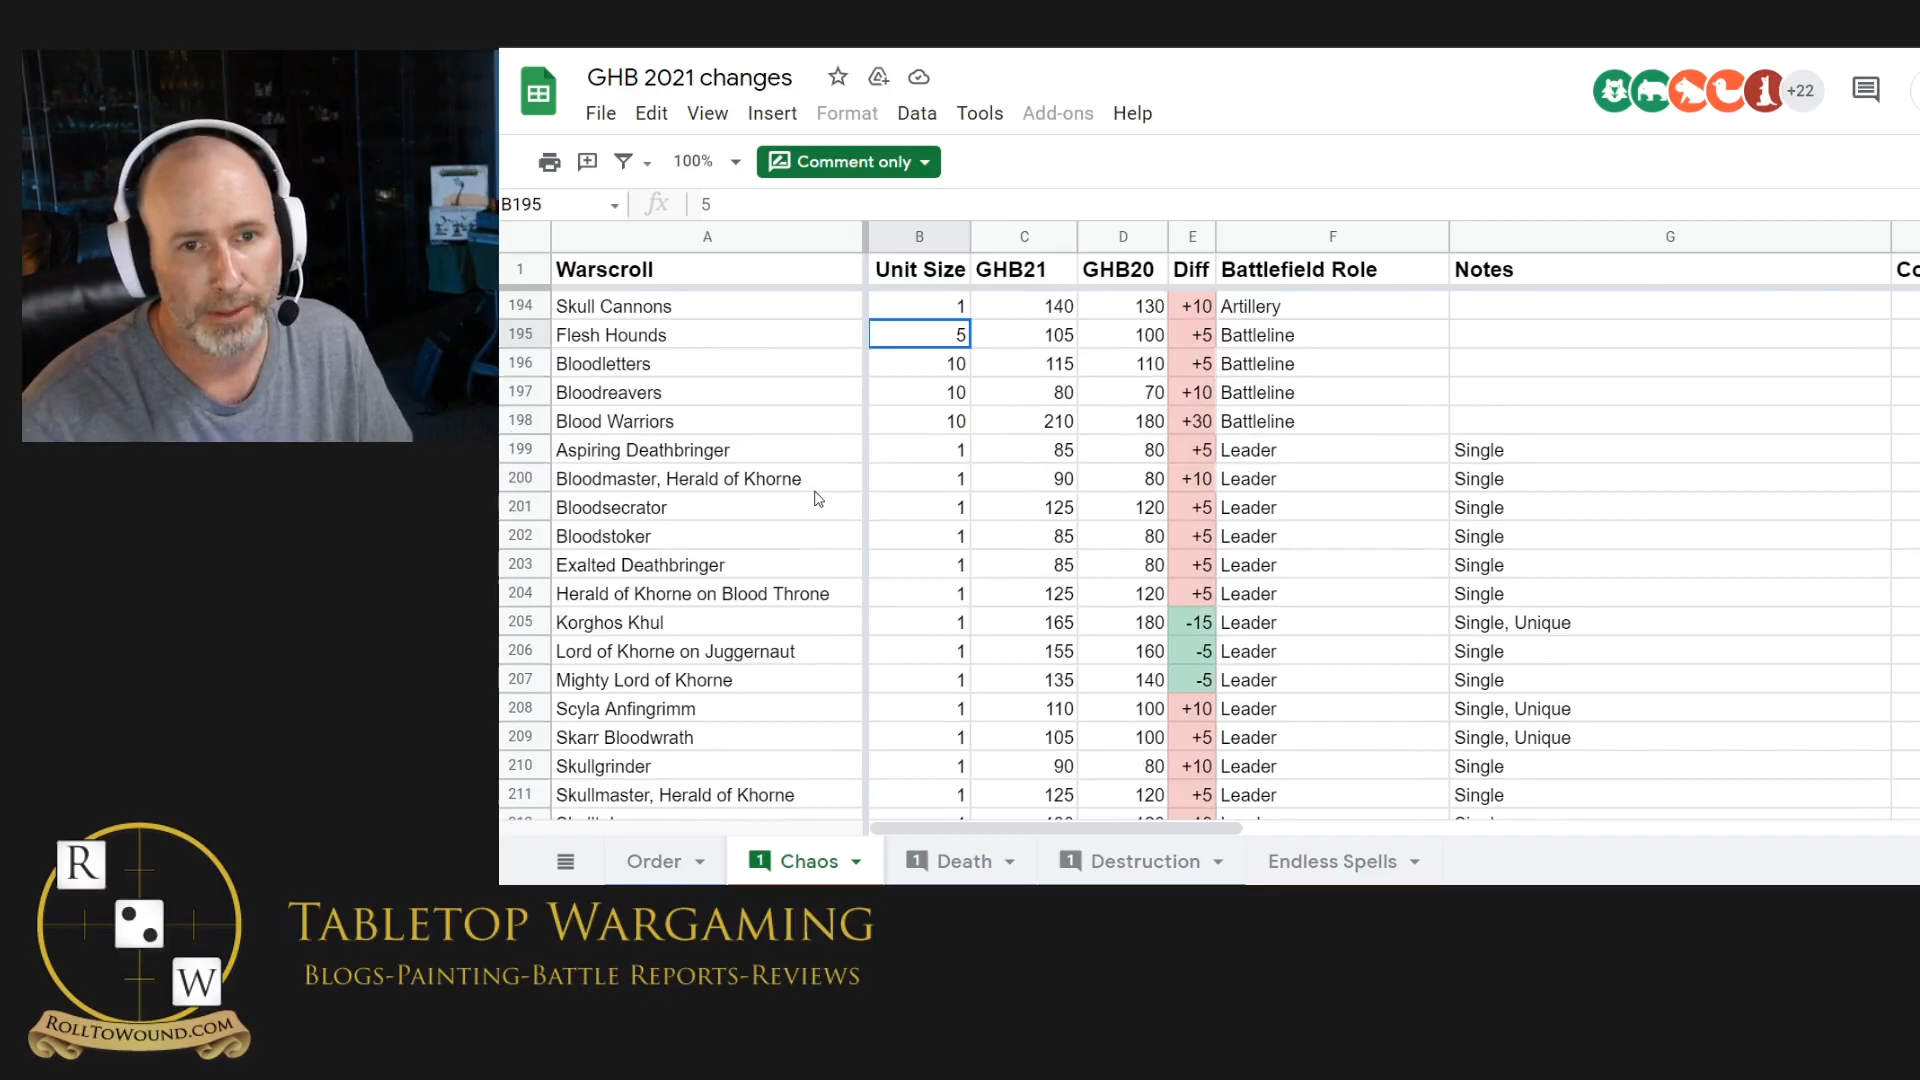 GHB 2021 changes
File Edit View Insert Format Data Tools Add-ons Help
+22
100% Comment only
B195 fx 5
A B C D E F G
1 Warscroll Unit Size GHB21 GHB20 Diff Battlefield Role Notes Co
194 Skull Cannons 1 140 130 +10 Artillery
195 Flesh Hounds 5 105 100 +5 Battleline
196 Bloodletters 10 115 110 +5 Battleline
197 Bloodreavers 10 80 70 +10 Battleline
198 Blood Warriors 10 210 180 +30 Battleline
199 Aspiring Deathbringer 1 85 80 +5 Leader Single
200 Bloodmaster, Herald of Khorne 1 90 80 +10 Leader Single
201 Bloodsecrator 1 125 120 +5 Leader Single
202 Bloodstoker 1 85 80 +5 Leader Single
203 Exalted Deathbringer 1 85 80 +5 Leader Single
204 Herald of Khorne on Blood Throne 1 125 120 +5 Leader Single
205 Korghos Khul 1 165 180 -15 Leader Single, Unique
206 Lord of Khorne on Juggernaut 1 155 160 -5 Leader Single
207 Mighty Lord of Khorne 1 135 140 -5 Leader Single
208 Scyla Anfingrimm 1 110 100 +10 Leader Single, Unique
209 Skarr Bloodwrath 1 105 100 +5 Leader Single, Unique
210 Skullgrinder 1 90 80 +10 Leader Single
211 Skullmaster, Herald of Khorne 1 125 120 +5 Leader Single
Order 1 Chaos 1 Death 1 Destruction Endless Spells
R
W
RollToWound.com
Tabletop Wargaming
Blogs-Painting-Battle Reports-Reviews